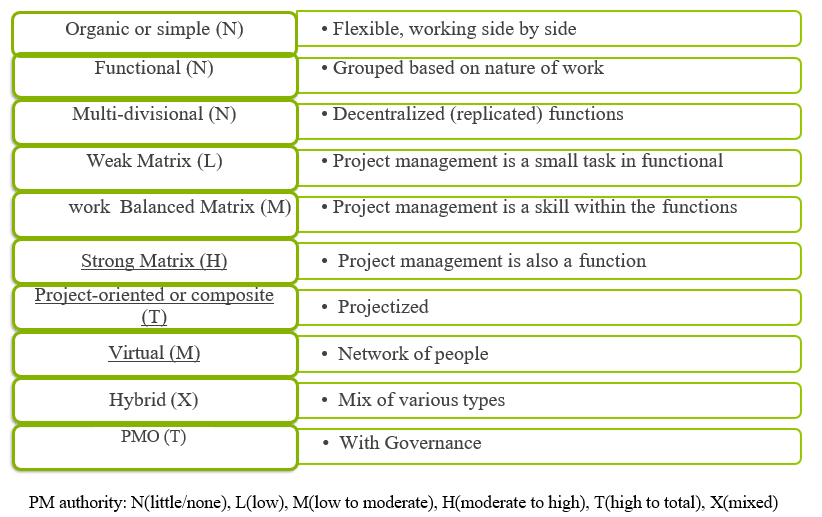 Organic or simple (N)
• Flexible, working side by side
Functional (N)
• Grouped based on nature of work
Multi-divisional (N)
• Decentralized (replicated) functions
Weak Matrix (L)
• Project management is a small task in functional
work Balanced Matrix (M)
• Project management is a skill within the functions
Strong Matrix (H)
• Project management is also a function
Project-oriented or composite
(T)
• Projectized
Virtual (M)
• Network of people
Hybrid (X)
• Mix of various types
PMO (T)
• With Governance
PM authority: N(little/none), L(low), M(low to moderate), H(moderate to high), T(high to total), X(mixed)